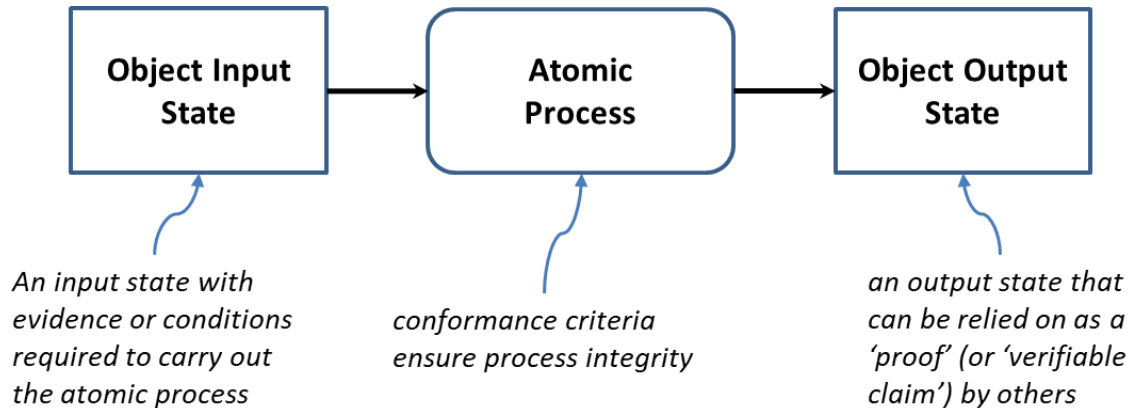 Object Input
State
Atomic
Process
Object Output
State
An input state with
evidence or conditions
required to carry out
the atomic process
conformance criteria
ensure process integrity
an output state that
can be relied on as a
‘proof’ (or ‘verifiable
claim’) by others